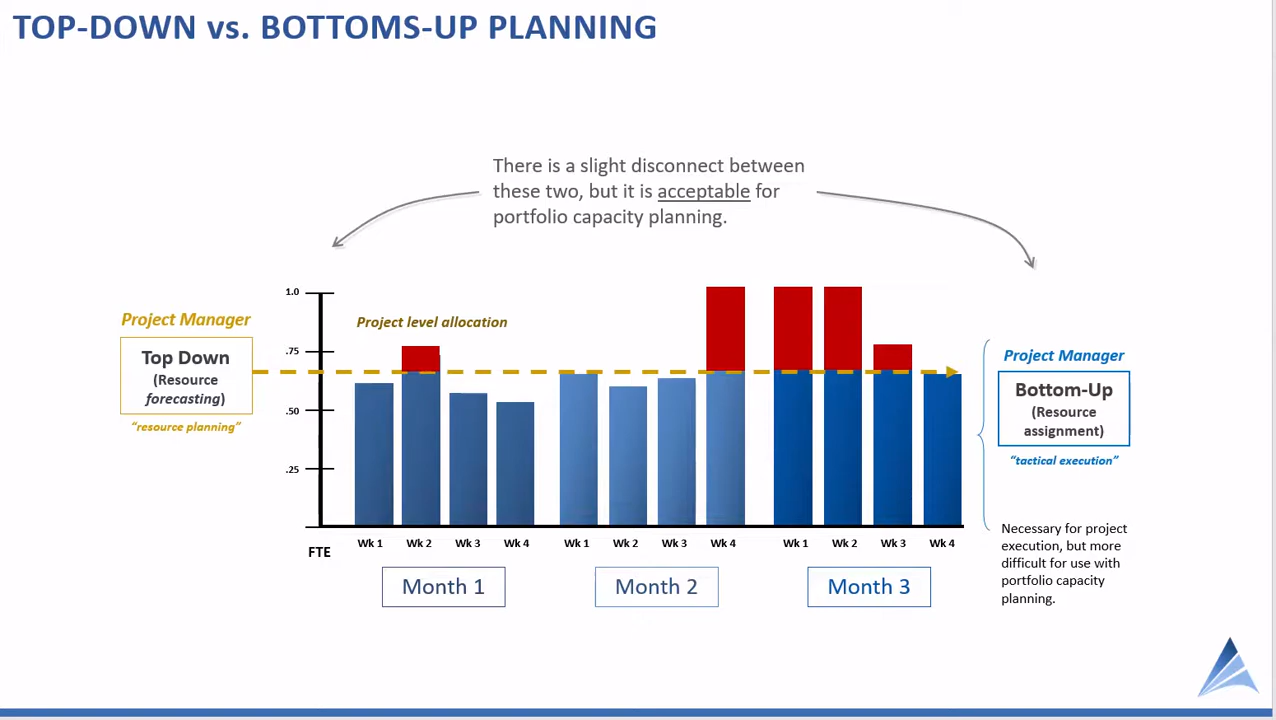 TOP-DOWN vs. BOTTOMS-UP PLANNING
There is a slight disconnect between
these two, but it is acceptable for
portfolio capacity planning.
Project Manager
Top Down
(Resource
forecasting)
"resource planning"
1.0
.75
.50
.25
FTE
Project level allocation
Wk 1
Wk 2
Wk 3
Wk 4
Wk 1
Wk 2
Wk 3
Wk 4
Wk 1
Wk 2
Wk 3
Wk 4
Month 1
Month 2
Month 3
Project Manager
Bottom-Up
(Resource
assignment)
"tactical execution"
Necessary for project
execution, but more
difficult for use with
portfolio capacity
planning.